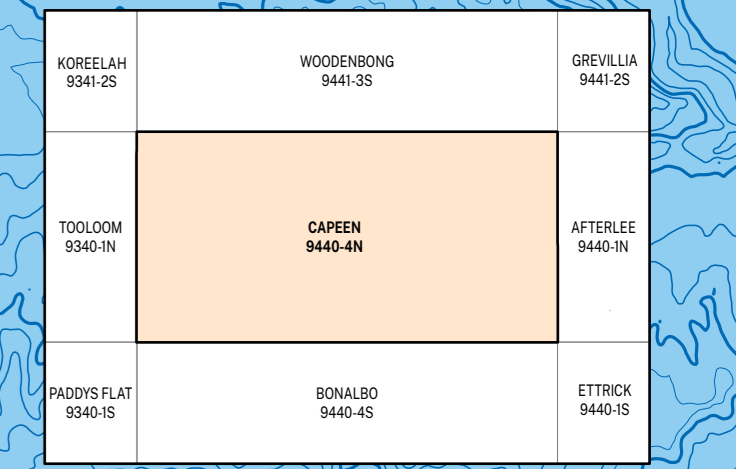 KOREELAH
9341-2S
WOODENBONG
9441-3S
GREVILLIA
9441-2S
TOOLOOM
9340-1N
CAPEEN
9440-4N
AFTERLEE
9440-1N
PADDYS FLAT
9340-1S
BONALBO
9440-4S
ETTRICK
9440-1S